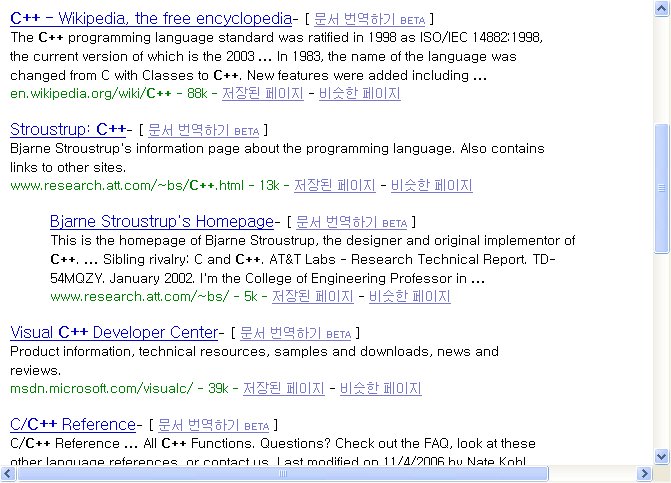 C++ - Wikipedia, the free encyclopedia- [ 문서 번역하기 BETA ]
The C++ programming language standard was ratified in 1998 as ISO/IEC 14882:1998,
the current version of which is the 2003 ... In 1983, the name of the language was
changed from C with Classes to C++. New features were added including ...
en.wikipedia.org/wiki/C++ - 88k - 저장된 페이지 - 비슷한 페이지
Stroustrup: C++- [ 문서 번역하기 BETA ]
Bjarne Stroustrup's information page about the programming language. Also contains
links to other sites.
www.research.att.com/~bs/C++.html - 13k - 저장된 페이지 - 비슷한 페이지
Bjarne Stroustrup's Homepage- [ 문서 번역하기 BETA ]
This is the homepage of Bjarne Stroustrup, the designer and original implementor of
C++. ... Sibling rivalry: C and C++. AT&T Labs - Research Technical Report. TD-
54MQZY. January 2002. I'm the College of Engineering Professor in ...
www.research.att.com/~bs/ - 5k - 저장된 페이지 - 비슷한 페이지
Visual C++ Developer Center- [ 문서 번역하기 BETA ]
Product information, technical resources, samples and downloads, news and
reviews.
msdn.microsoft.com/visualc/ - 39k - 저장된 페이지 - 비슷한 페이지
C/C++ Reference- [ 문서 번역하기 BETA ]
C/C++ Reference ... All C++ Functions. Questions? Check out the FAQ, look at these
other language references, or contact us. Last modified on 11/4/2006 by Nate Kohl